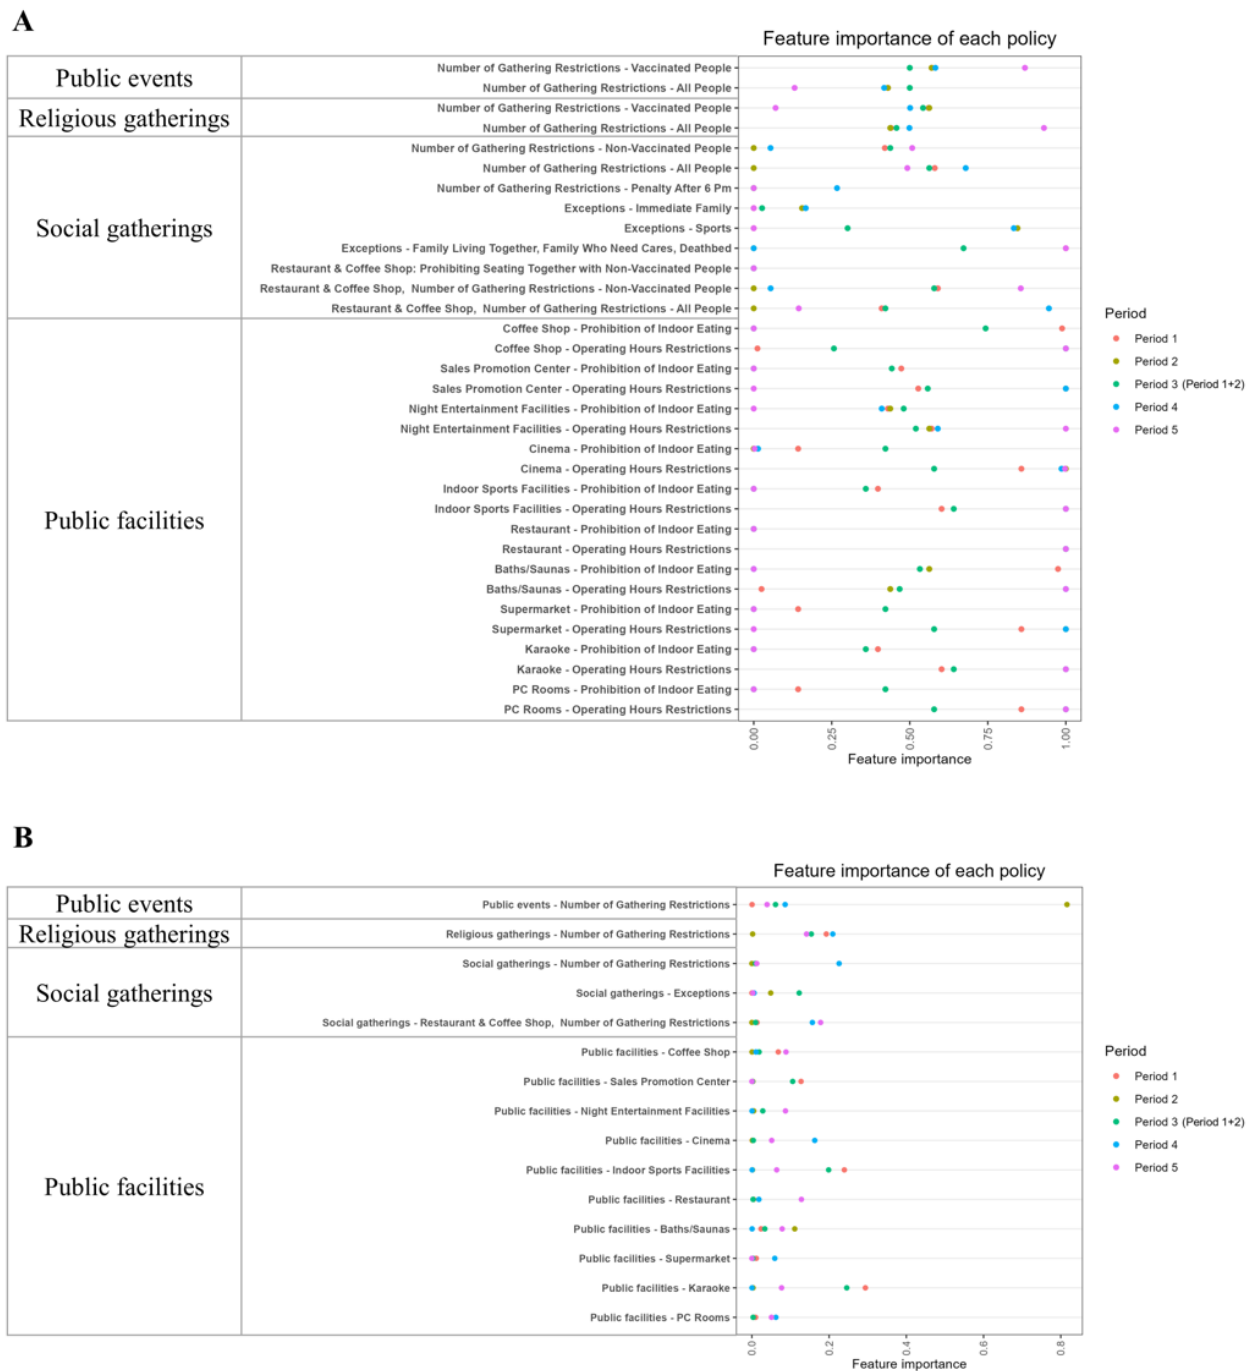 A
Feature importance of each policy
Public events
Number of Gathering Restrictions - Vaccinated People
Number of Gathering Restrictions - All People
Religious gatherings
Number of Gathering Restrictions - Vaccinated People
Number of Gathering Restrictions - All People
Social gatherings
Number of Gathering Restrictions - Non-Vaccinated People
Number of Gathering Restrictions - All People
Number of Gathering Restrictions - Penalty After 6 Pm
Exceptions - Immediate Family
Exceptions - Sports
Exceptions - Family Living Together, Family Who Need Cares, Deathbed
Restaurant & Coffee Shop: Prohibiting Seating Together with Non-Vaccinated People
Restaurant & Coffee Shop, Number of Gathering Restrictions - Non-Vaccinated People
Restaurant & Coffee Shop, Number of Gathering Restrictions - All People
Public facilities
Coffee Shop - Prohibition of Indoor Eating
Coffee Shop - Operating Hours Restrictions
Sales Promotion Center - Prohibition of Indoor Eating
Sales Promotion Center - Operating Hours Restrictions
Night Entertainment Facilities - Prohibition of Indoor Eating
Night Entertainment Facilities - Operating Hours Restrictions
Cinema - Prohibition of Indoor Eating
Cinema - Operating Hours Restrictions
Indoor Sports Facilities - Prohibition of Indoor Eating
Indoor Sports Facilities - Operating Hours Restrictions
Restaurant - Prohibition of Indoor Eating
Restaurant - Operating Hours Restrictions
Baths/Saunas - Prohibition of Indoor Eating
Baths/Saunas - Operating Hours Restrictions
Supermarket - Prohibition of Indoor Eating
Supermarket - Operating Hours Restrictions
Karaoke - Prohibition of Indoor Eating
Karaoke - Operating Hours Restrictions
PC Rooms - Prohibition of Indoor Eating
PC Rooms - Operating Hours Restrictions
0.00
0.25
0.50
0.75
1.00
Feature importance
Period
Period 1
Period 2
Period 3 (Period 1+2)
Period 4
Period 5
B
Feature importance of each policy
Public events
Public events - Number of Gathering Restrictions
Religious gatherings
Religious gatherings - Number of Gathering Restrictions
Social gatherings
Social gatherings - Number of Gathering Restrictions
Social gatherings - Exceptions
Social gatherings - Restaurant & Coffee Shop, Number of Gathering Restrictions
Public facilities
Public facilities - Coffee Shop
Public facilities - Sales Promotion Center
Public facilities - Night Entertainment Facilities
Public facilities - Cinema
Public facilities - Indoor Sports Facilities
Public facilities - Restaurant
Public facilities - Baths/Saunas
Public facilities - Supermarket
Public facilities - Karaoke
Public facilities - PC Rooms
0.0
0.2
0.4
0.6
0.8
Feature importance
Period
Period 1
Period 2
Period 3 (Period 1+2)
Period 4
Period 5